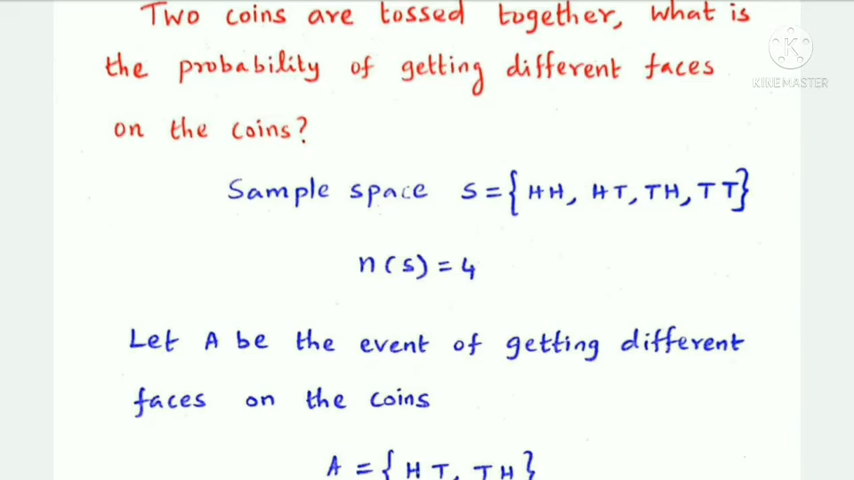 Two coins are tossed together, what is
the probability of getting different faces
on the coins?
KINEMASTER
Sample space S = { HH, HT, TH, TT}
n(s) = 4
Let A be the event of getting different
faces on the coins
A = { HT, TH}